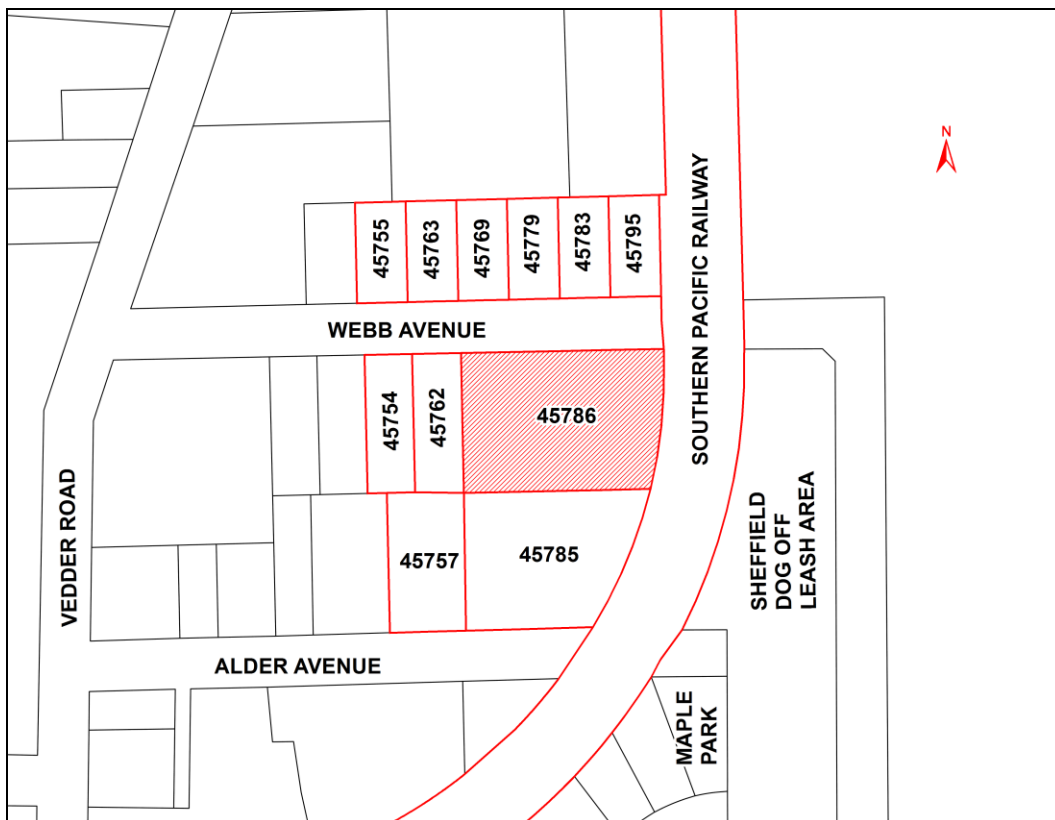 N
45755
45763
45769
45779
45783
45795
SOUTHERN PACIFIC RAILWAY
WEBB AVENUE
45754
45762
45786
VEDDER ROAD
45757
45785
SHEFFIELD
DOG OFF
LEASH AREA
ALDER AVENUE
MAPLE
PARK